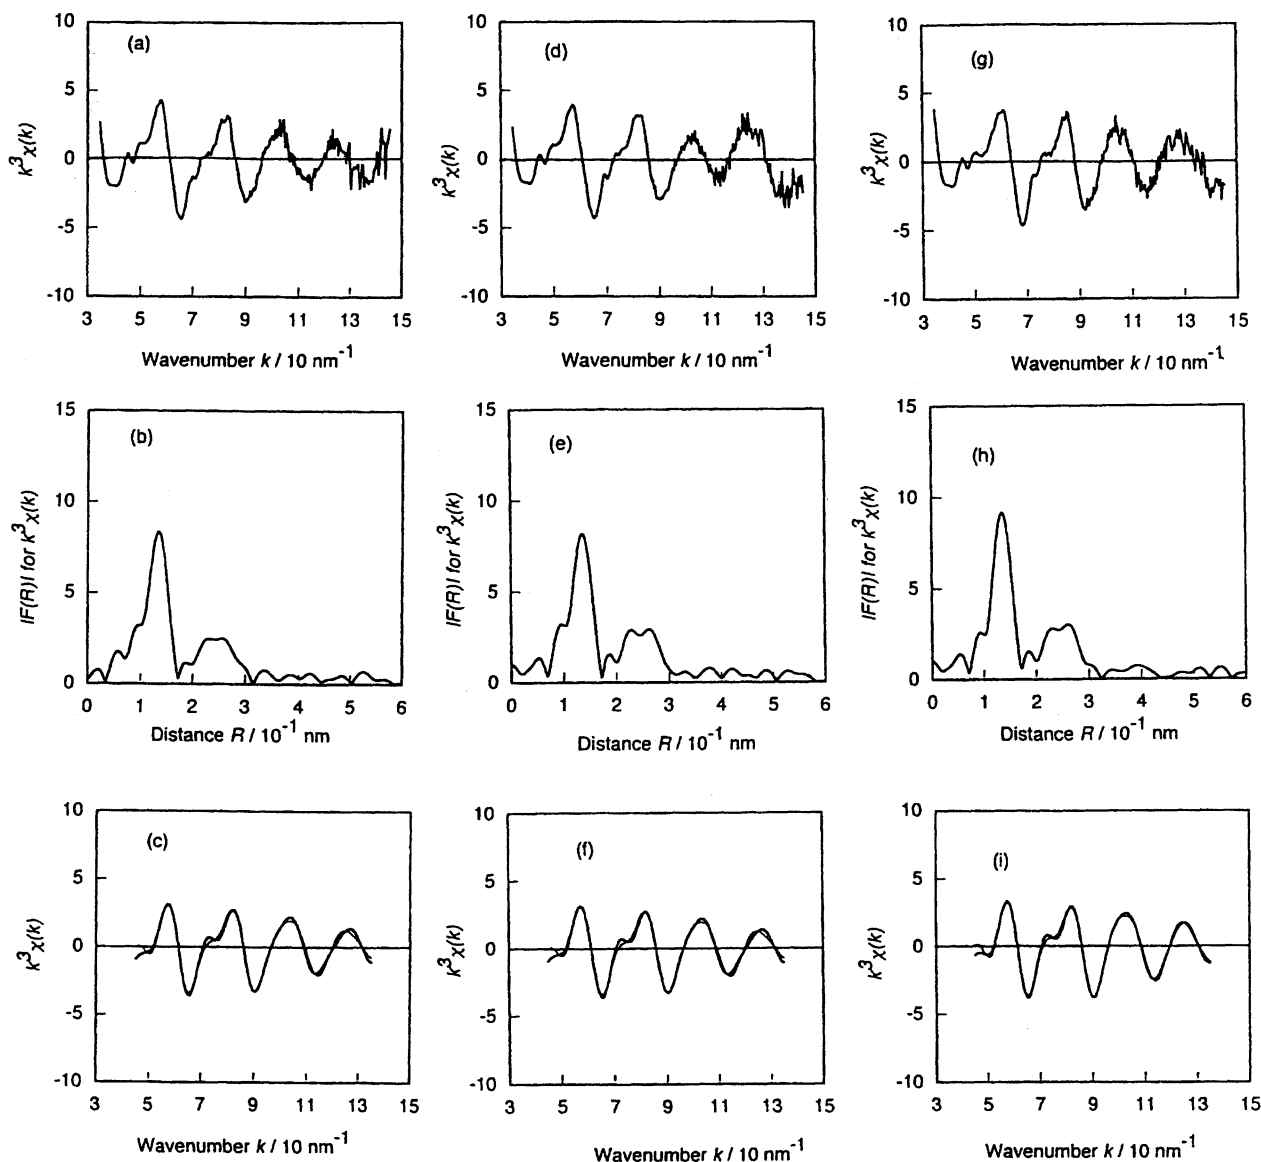 (a)
10
5
0
-5
-10
k³χ(k)
3 5 7 9 11 13 15
Wavenumber k / 10 nm⁻¹
(d)
10
5
0
-5
-10
k³χ(k)
3 5 7 9 11 13 15
Wavenumber k / 10 nm⁻¹
(g)
10
5
0
-5
-10
k³χ(k)
3 5 7 9 11 13 15
Wavenumber k / 10 nm⁻¹
(b)
15
10
5
0
|F(R)| for k³χ(k)
0 1 2 3 4 5 6
Distance R / 10⁻¹ nm
(e)
15
10
5
0
|F(R)| for k³χ(k)
0 1 2 3 4 5 6
Distance R / 10⁻¹ nm
(h)
15
10
5
0
|F(R)| for k³χ(k)
0 1 2 3 4 5 6
Distance R / 10⁻¹ nm
(c)
10
5
0
-5
-10
k³χ(k)
3 5 7 9 11 13 15
Wavenumber k / 10 nm⁻¹
(f)
10
5
0
-5
-10
k³χ(k)
3 5 7 9 11 13 15
Wavenumber k / 10 nm⁻¹
(i)
10
5
0
-5
-10
k³χ(k)
3 5 7 9 11 13 15
Wavenumber k / 10 nm⁻¹